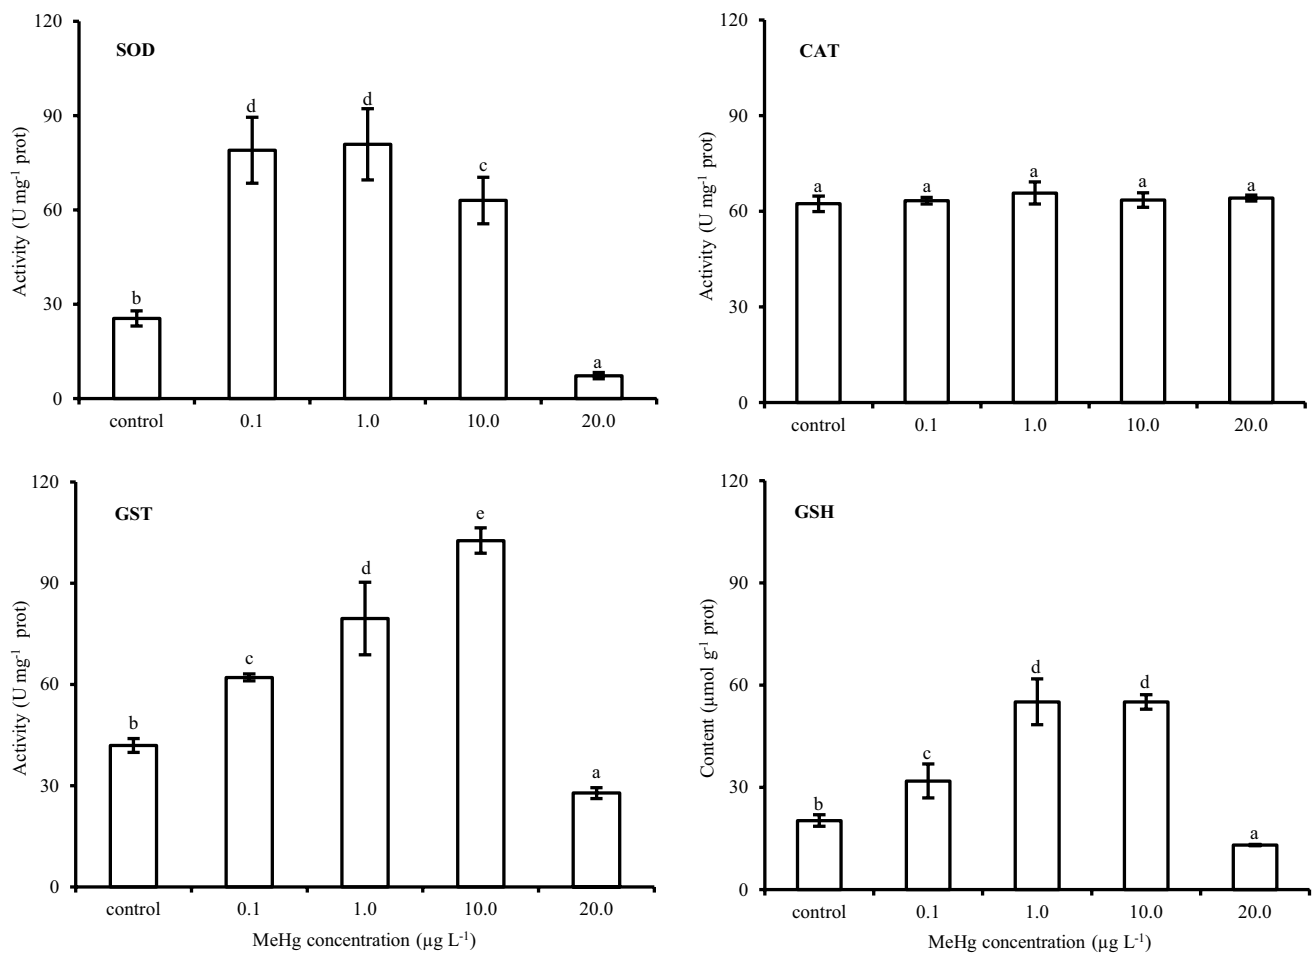 SOD
Activity (U mg⁻¹ prot)
120
90
60
30
0
b
d
d
c
a
control 0.1 1.0 10.0 20.0
CAT
Activity (U mg⁻¹ prot)
120
90
60
30
0
a
a
a
a
a
control 0.1 1.0 10.0 20.0
GST
Activity (U mg⁻¹ prot)
120
90
60
30
0
b
c
d
e
a
control 0.1 1.0 10.0 20.0
MeHg concentration (µg L⁻¹)
GSH
Content (µmol g⁻¹ prot)
120
90
60
30
0
b
c
d
d
a
control 0.1 1.0 10.0 20.0
MeHg concentration (µg L⁻¹)